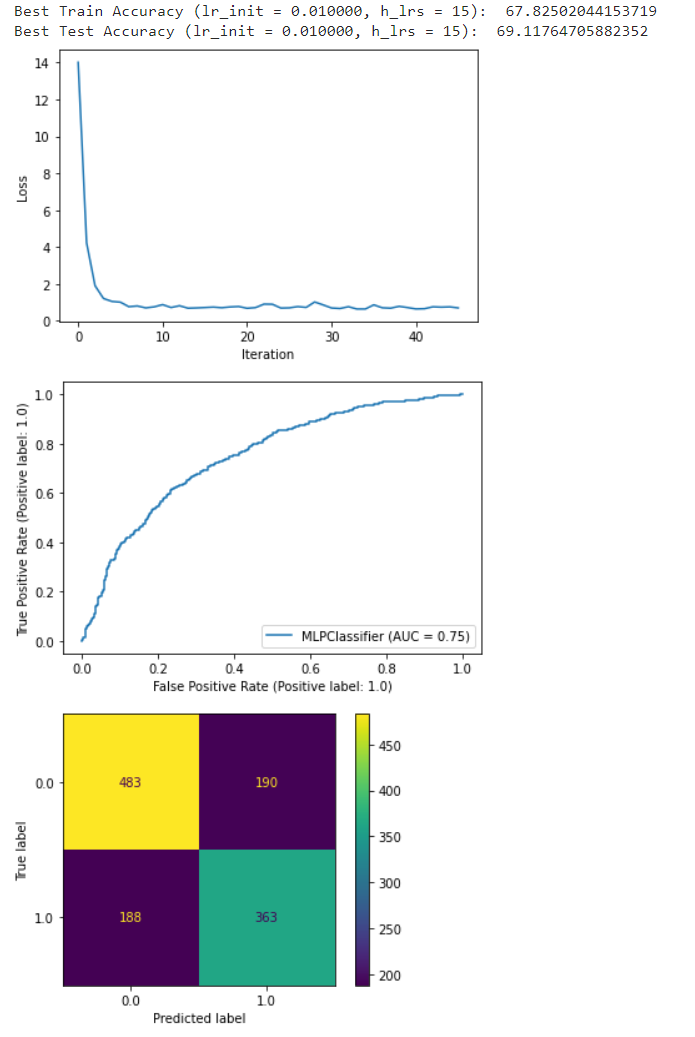 Best Train Accuracy (lr_init = 0.010000, h_lrs = 15):  67.82502044153719
Best Test Accuracy (lr_init = 0.010000, h_lrs = 15):  69.11764705882352
14
12
10
8
6
4
2
0
Loss
0 10 20 30 40
Iteration
1.0
0.8
0.6
0.4
0.2
0.0
True Positive Rate (Positive label: 1.0)
MLPClassifier (AUC = 0.75)
0.0 0.2 0.4 0.6 0.8 1.0
False Positive Rate (Positive label: 1.0)
True label
0.0 483 190
1.0 188 363
0.0 1.0
Predicted label
450
400
350
300
250
200